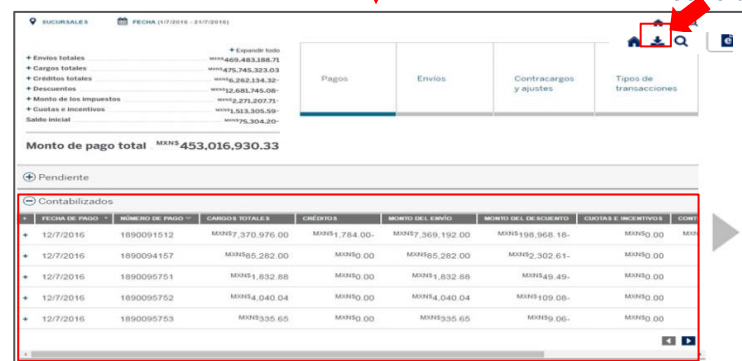 SUCURSALES FECHA (1/7/2016 - 21/7/2016)
+ Expandir todo
+ Envíos totales MXN$469,483,188.71
+ Cargos totales MXN$475,745,323.03
+ Créditos totales MXN$6,262,134.32-
+ Descuentos MXN$12,681,745.08-
+ Monto de los impuestos MXN$2,271,207.71-
+ Cuotas e incentivos MXN$1,513,305.59-
Saldo inicial MXN$75,304.20-
Monto de pago total MXN$453,016,930.33
Pagos
Envíos
Contracargos
y ajustes
Tipos de
transacciones
Pendiente
Contabilizados
+ FECHA DE PAGO NÚMERO DE PAGO CARGOS TOTALES CRÉDITOS MONTO DEL ENVÍO MONTO DEL DESCUENTO CUOTAS E INCENTIVOS CONT
+ 12/7/2016 1890091512 MXN$7,370,976.00 MXN$1,784.00- MXN$7,369,192.00 MXN$198,968.18- MXN$0.00 MXN
+ 12/7/2016 1890094157 MXN$85,282.00 MXN$0.00 MXN$85,282.00 MXN$2,302.61- MXN$0.00
+ 12/7/2016 1890095751 MXN$1,832.88 MXN$0.00 MXN$1,832.88 MXN$49.49- MXN$0.00
+ 12/7/2016 1890095752 MXN$4,040.04 MXN$0.00 MXN$4,040.04 MXN$109.08- MXN$0.00
+ 12/7/2016 1890095753 MXN$335.65 MXN$0.00 MXN$335.65 MXN$9.06- MXN$0.00